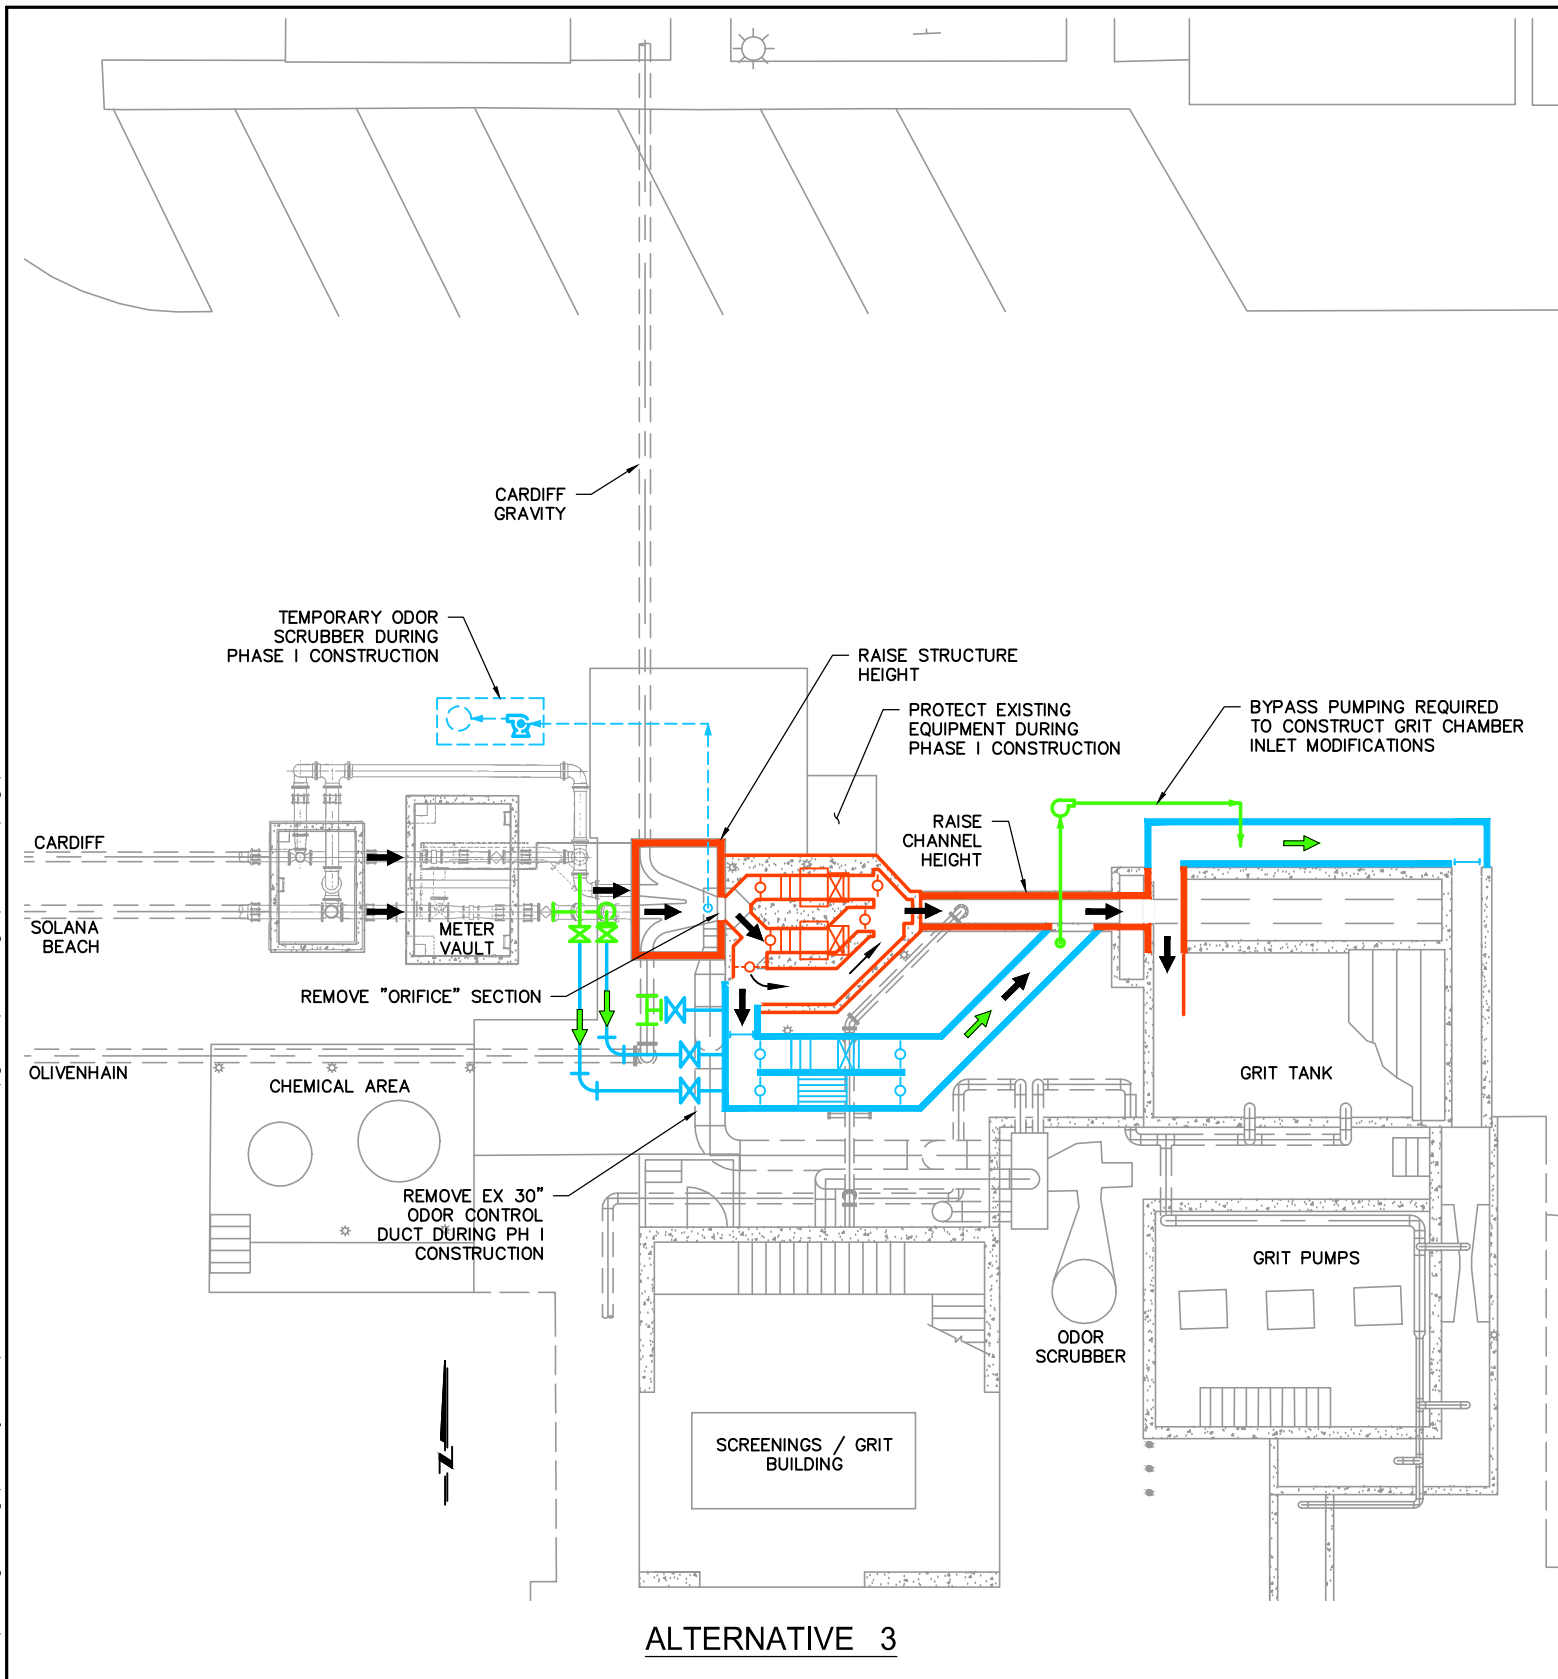 CARDIFF
GRAVITY
TEMPORARY ODOR
SCRUBBER DURING
PHASE I CONSTRUCTION
RAISE STRUCTURE
HEIGHT
PROTECT EXISTING
EQUIPMENT DURING
PHASE I CONSTRUCTION
BYPASS PUMPING REQUIRED
TO CONSTRUCT GRIT CHAMBER
INLET MODIFICATIONS
RAISE
CHANNEL
HEIGHT
CARDIFF
SOLANA
BEACH
METER
VAULT
REMOVE "ORIFICE" SECTION
OLIVENHAIN
CHEMICAL AREA
GRIT TANK
REMOVE EX 30"
ODOR CONTROL
DUCT DURING PH I
CONSTRUCTION
GRIT PUMPS
ODOR
SCRUBBER
N
SCREENINGS / GRIT
BUILDING
ALTERNATIVE 3